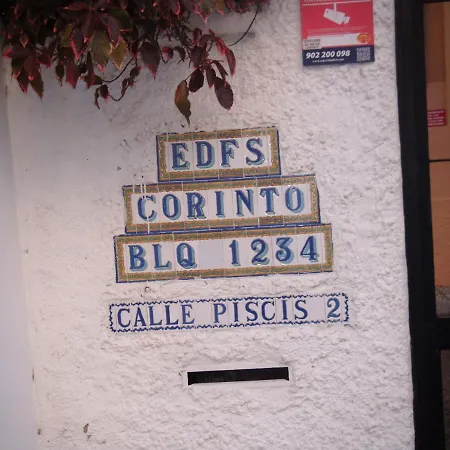 902 200 098
EDFS
CORINTO
BLQ 1234
CALLE PISCIS 2